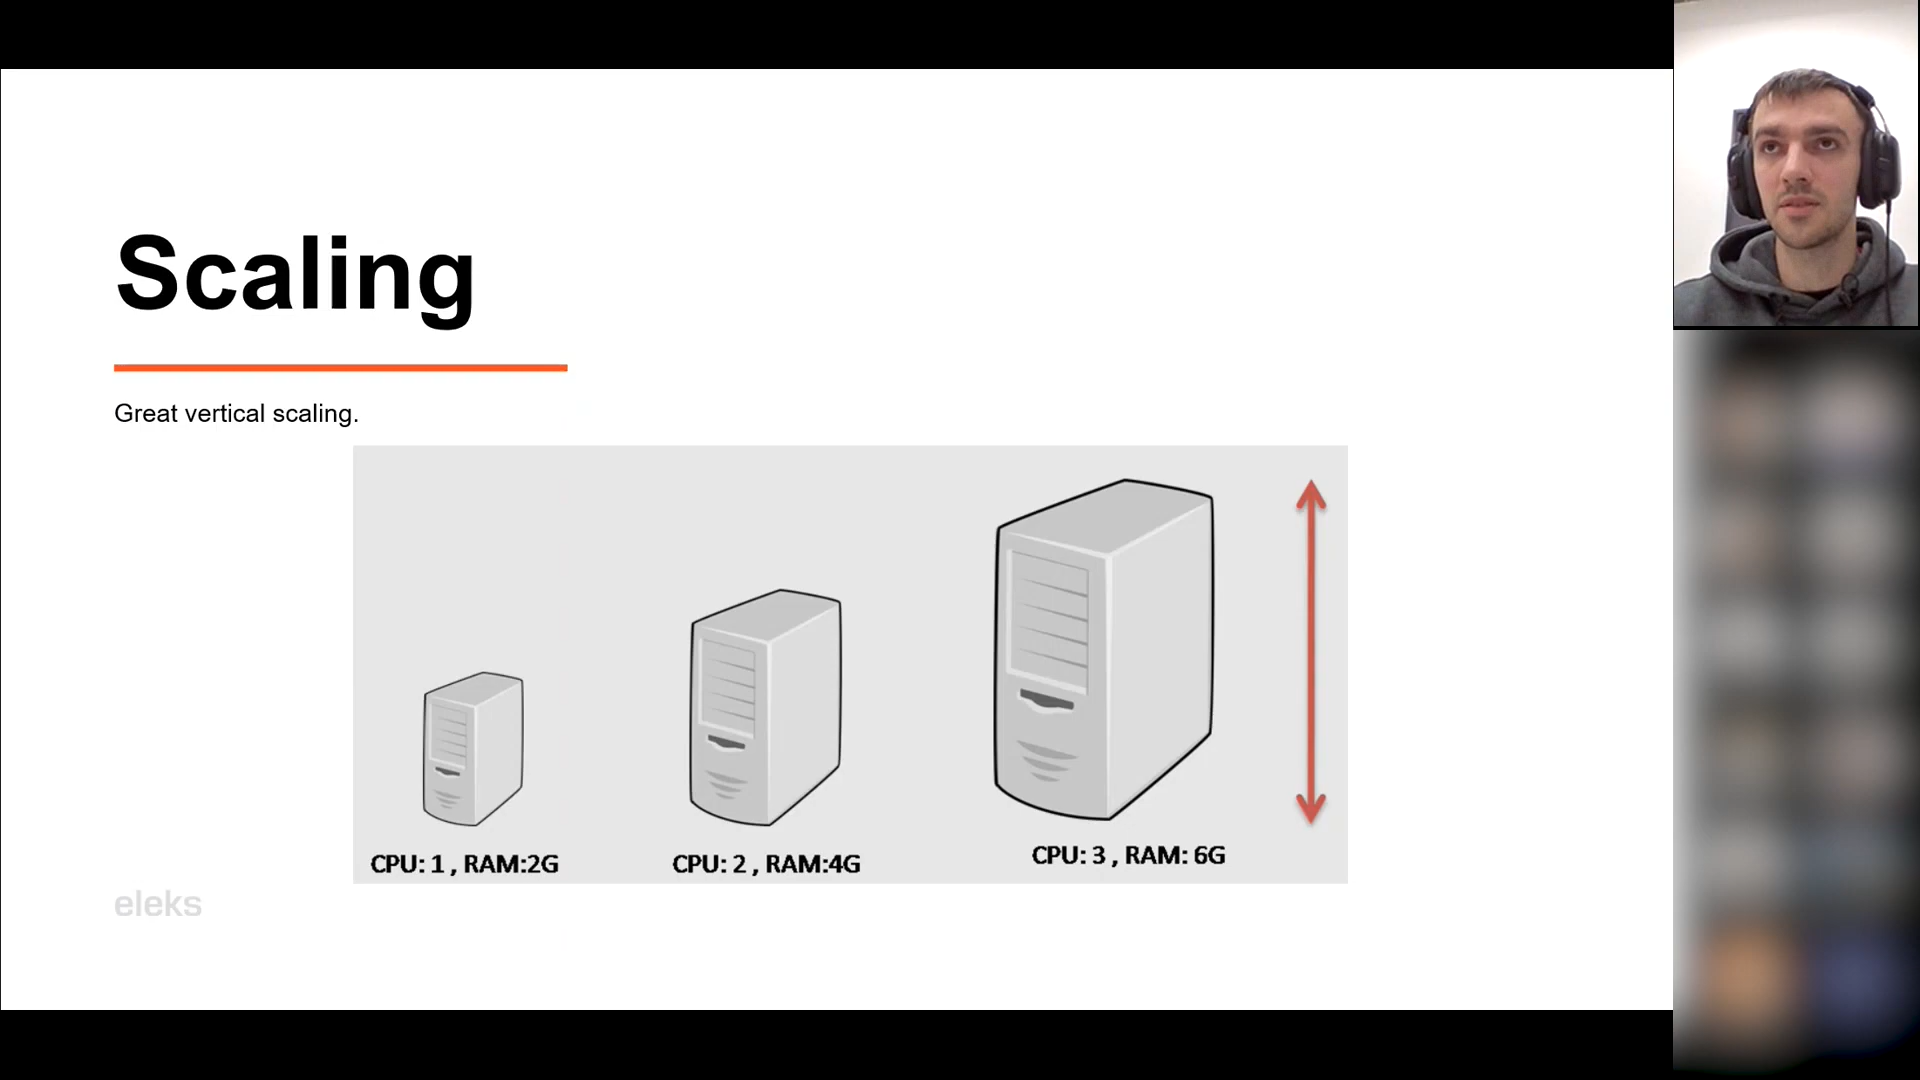 Scaling
Great vertical scaling.
CPU: 1 , RAM:2G
CPU: 2 , RAM:4G
CPU: 3 , RAM: 6G
eleks